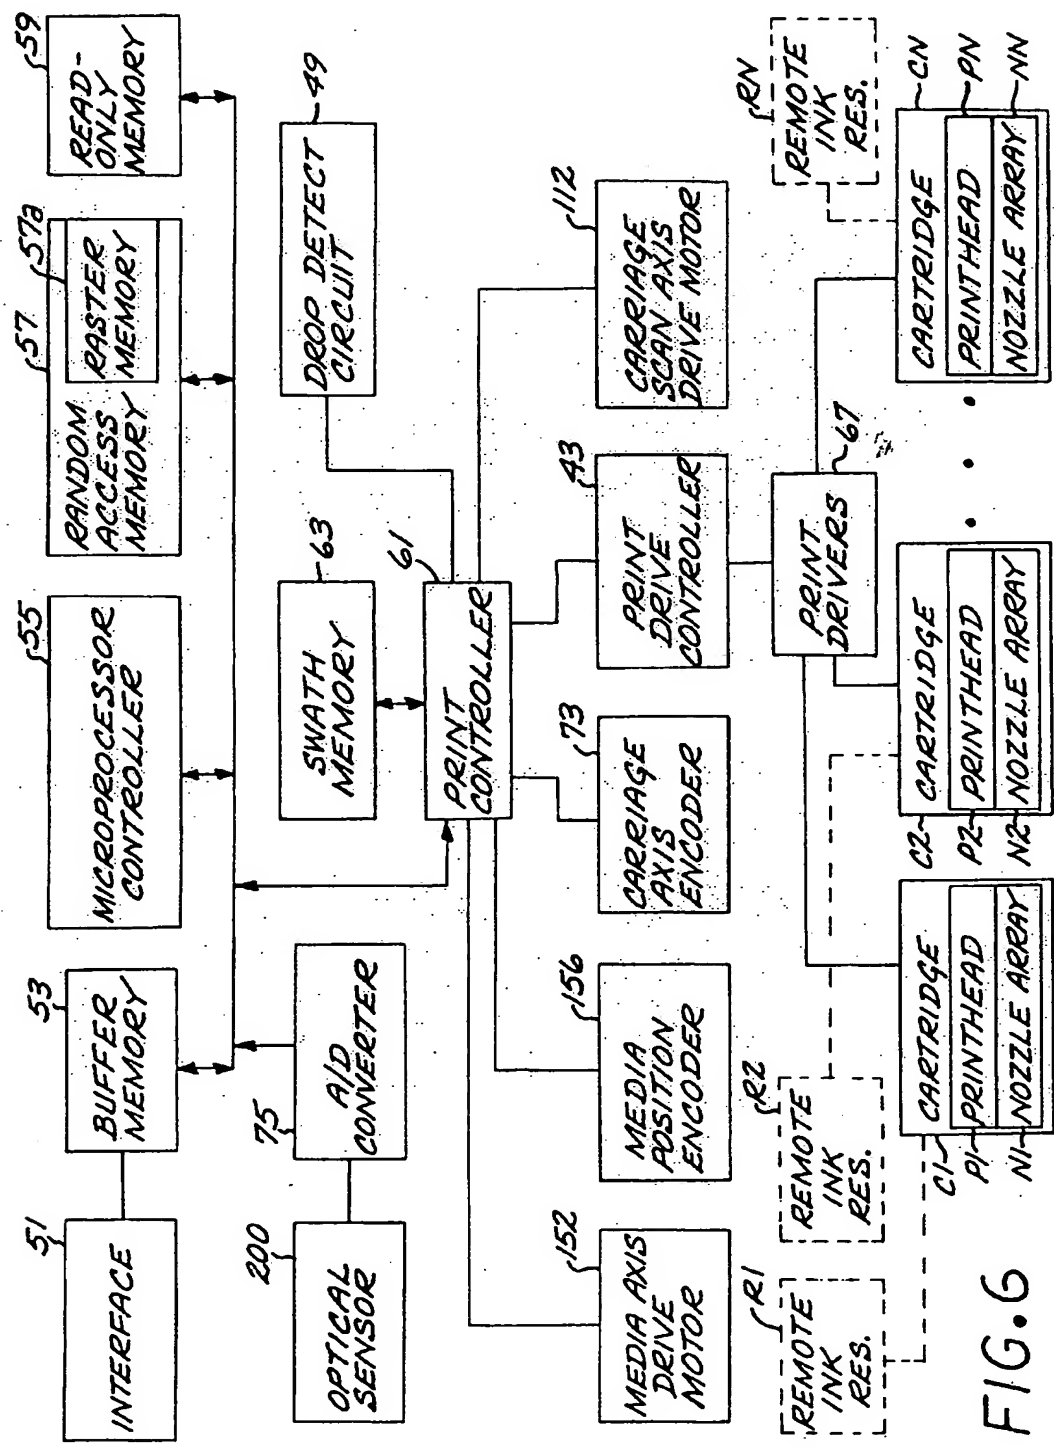 51
INTERFACE
53
BUFFER
MEMORY
55
MICROPROCESSOR
CONTROLLER
57
RANDOM
ACCESS
MEMORY
57a
RASTER
MEMORY
59
READ-
ONLY
MEMORY
200
OPTICAL
SENSOR
75
A/D
CONVERTER
63
SWATH
MEMORY
49
DROP DETECT
CIRCUIT
61
PRINT
CONTROLLER
152
MEDIA AXIS
DRIVE
MOTOR
156
MEDIA
POSITION
ENCODER
73
CARRIAGE
AXIS
ENCODER
43
PRINT
DRIVE
CONTROLLER
112
CARRIAGE
SCAN AXIS
DRIVE MOTOR
R1
REMOTE
INK
RES.
R2
REMOTE
INK
RES.
67
PRINT
DRIVERS
RN
REMOTE
INK
RES.
C1
CARTRIDGE
P1
PRINTHEAD
N1
NOZZLE ARRAY
C2
CARTRIDGE
P2
PRINTHEAD
N2
NOZZLE ARRAY
• • •
CARTRIDGE
CN
PRINTHEAD
PN
NOZZLE ARRAY
NN
FIG.6